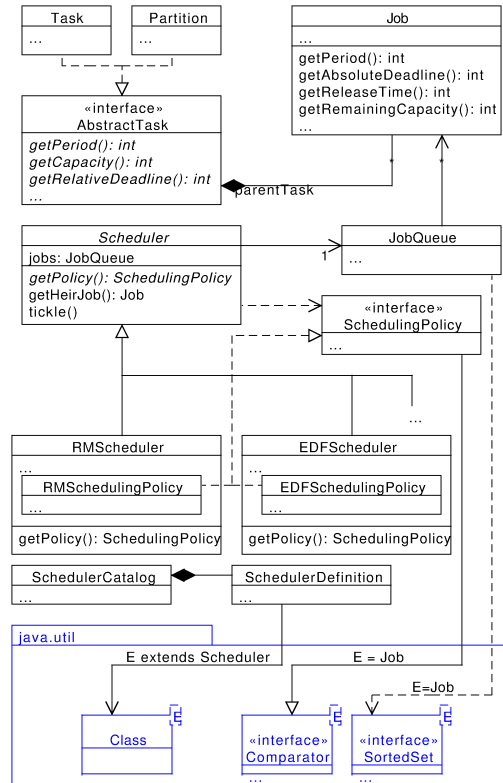 Task
...
Partition
...
Job
...
getPeriod(): int
getAbsoluteDeadline(): int
getReleaseTime(): int
getRemainingCapacity(): int
...
«interface»
AbstractTask
getPeriod(): int
getCapacity(): int
getRelativeDeadline(): int
...
*
*
parentTask
Scheduler
jobs: JobQueue
getPolicy(): SchedulingPolicy
getHeirJob(): Job
tickle()
1
JobQueue
...
«interface»
SchedulingPolicy
...
...
RMScheduler
...
RMSchedulingPolicy
...
getPolicy(): SchedulingPolicy
EDFScheduler
...
EDFSchedulingPolicy
...
getPolicy(): SchedulingPolicy
SchedulerCatalog
...
SchedulerDefinition
...
java.util
E extends Scheduler
E = Job
E=Job
E
Class
E
«interface»
Comparator
...
E
«interface»
SortedSet
...